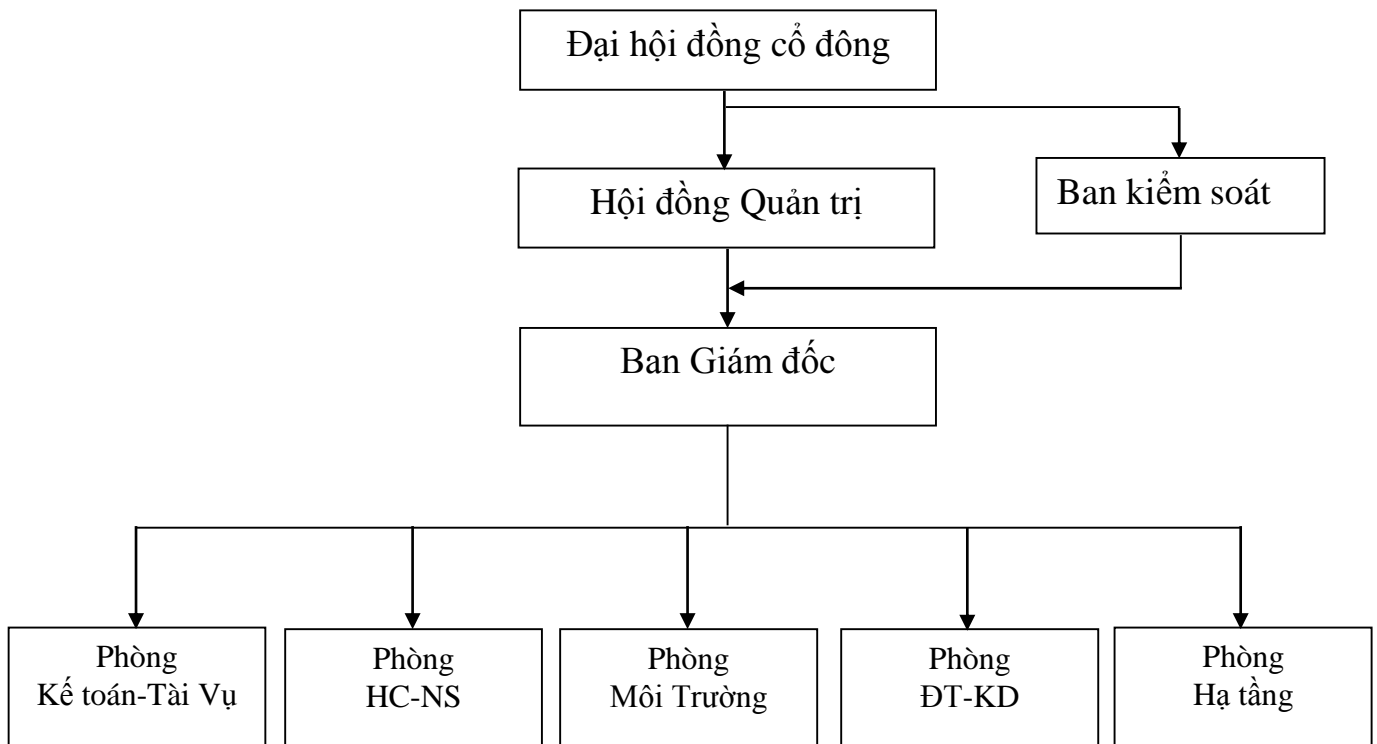 Đại hội đồng cổ đông
Hội đồng Quản trị
Ban kiểm soát
Ban Giám đốc
Phòng
Kế toán-Tài Vụ
Phòng
HC-NS
Phòng
Môi Trường
Phòng
ĐT-KD
Phòng
Hạ tầng